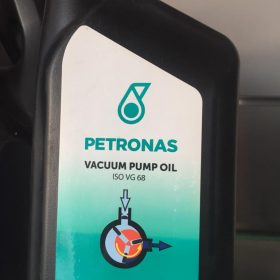 PETRONAS
VACUUM PUMP OIL
ISO VG 68